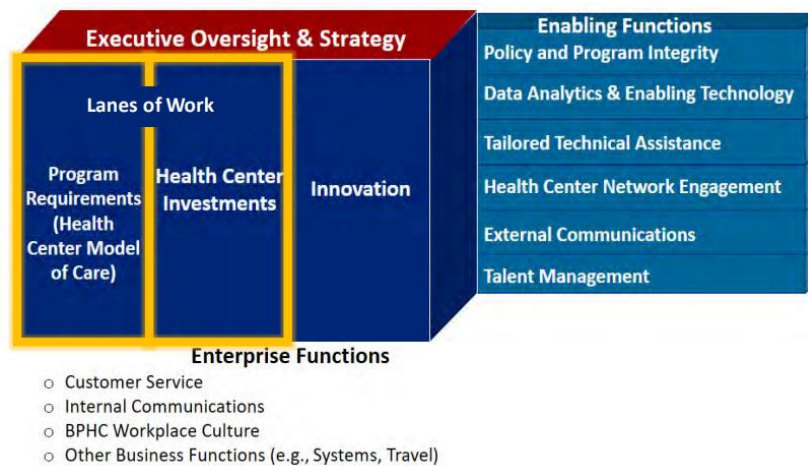 Executive Oversight & Strategy
Lanes of Work
Program
Requirements
(Health
Center Model
of Care)
Health Center
Investments
Innovation
Enabling Functions
Policy and Program Integrity
Data Analytics & Enabling Technology
Tailored Technical Assistance
Health Center Network Engagement
External Communications
Talent Management
Enterprise Functions
o Customer Service
o Internal Communications
o BPHC Workplace Culture
o Other Business Functions (e.g., Systems, Travel)